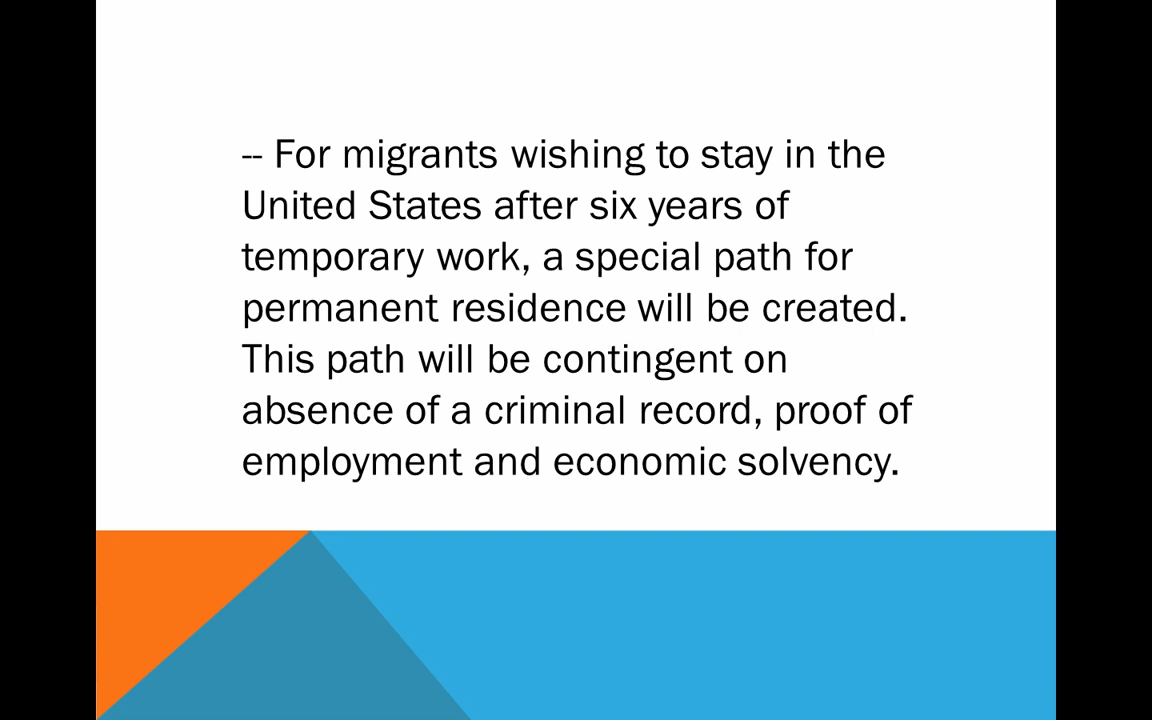 -- For migrants wishing to stay in the
United States after six years of
temporary work, a special path for
permanent residence will be created.
This path will be contingent on
absence of a criminal record, proof of
employment and economic solvency.